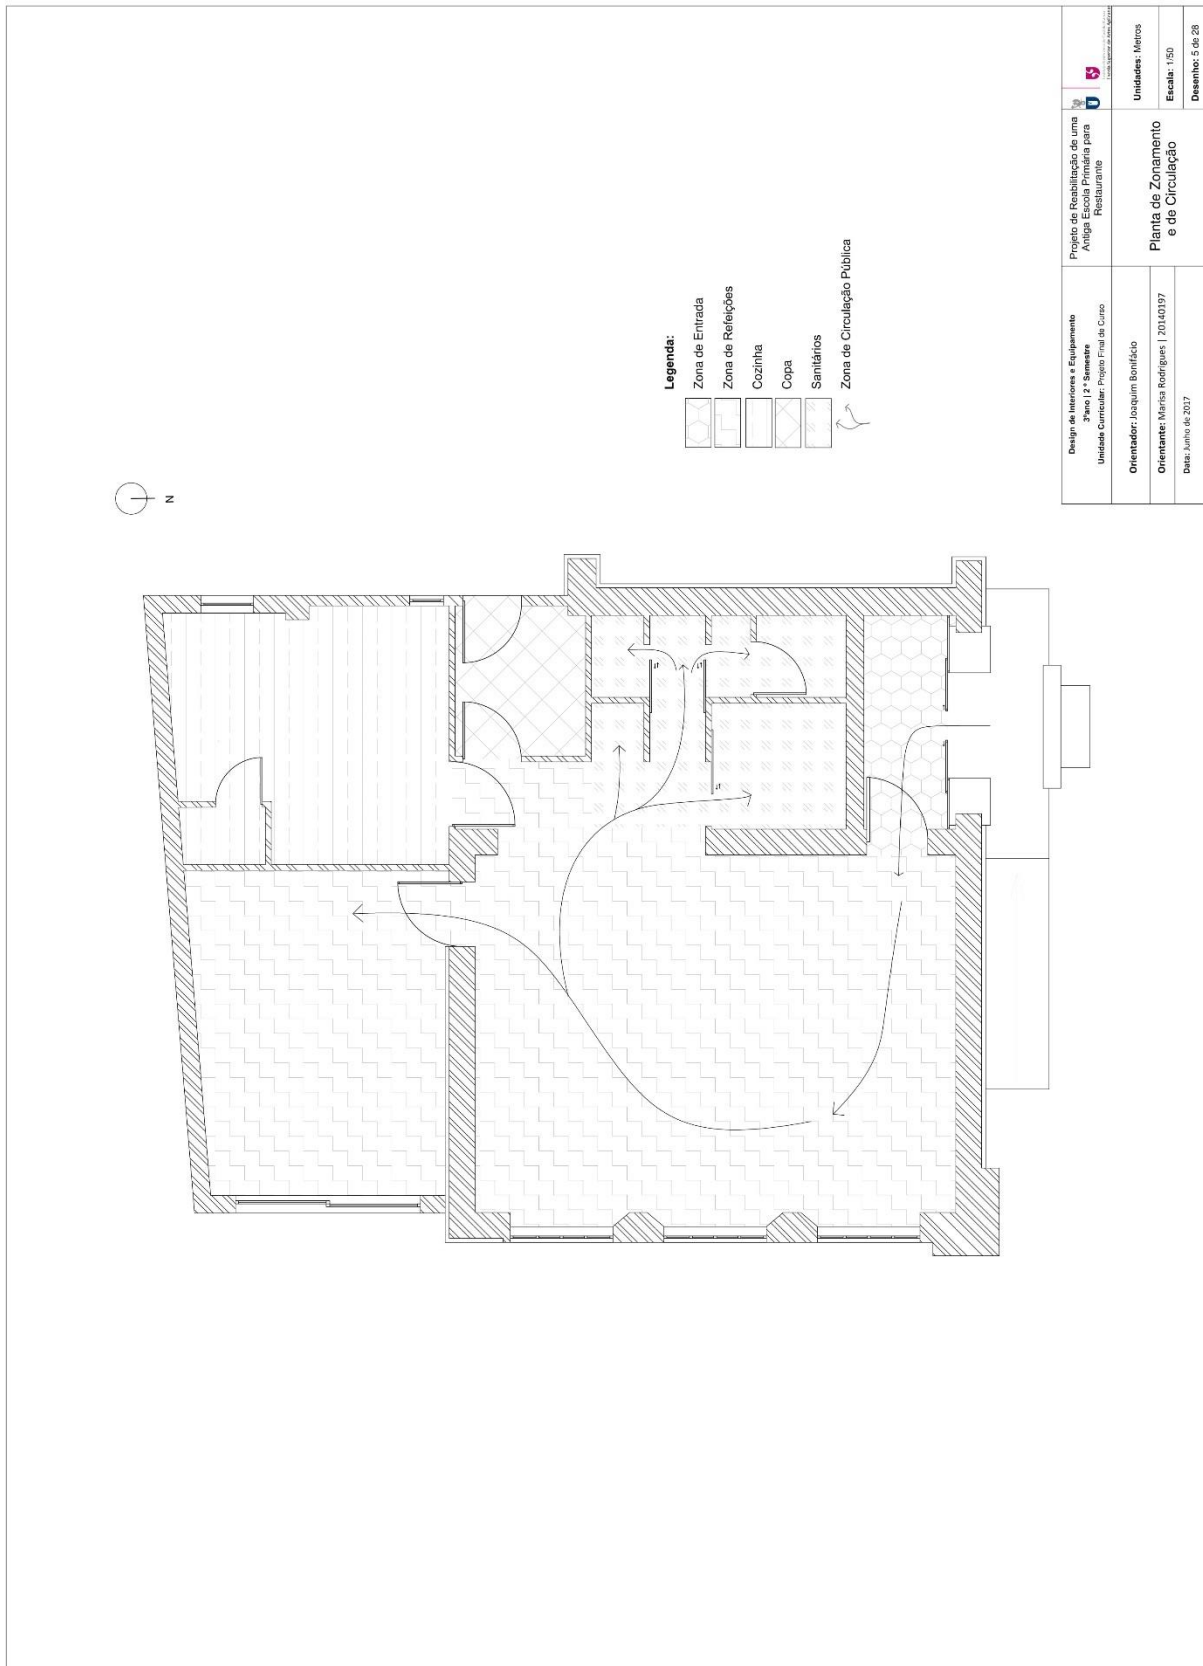 N
Legenda:
Zona de Entrada
Zona de Refeições
Cozinha
Copa
Sanitários
Zona de Circulação Pública
Design de Interiores e Equipamento
3ºano | 2 º Semestre
Unidade Curricular: Projeto Final de Curso
Orientador: Joaquim Bonifácio
Orientante: Marisa Rodrigues | 20140197
Data: Junho de 2017
Projeto de Reabilitação de uma
Antiga Escola Primária para
Restaurante
Planta de Zonamento
e de Circulação
Unidades: Metros
Escala: 1/50
Desenho: 5 de 28